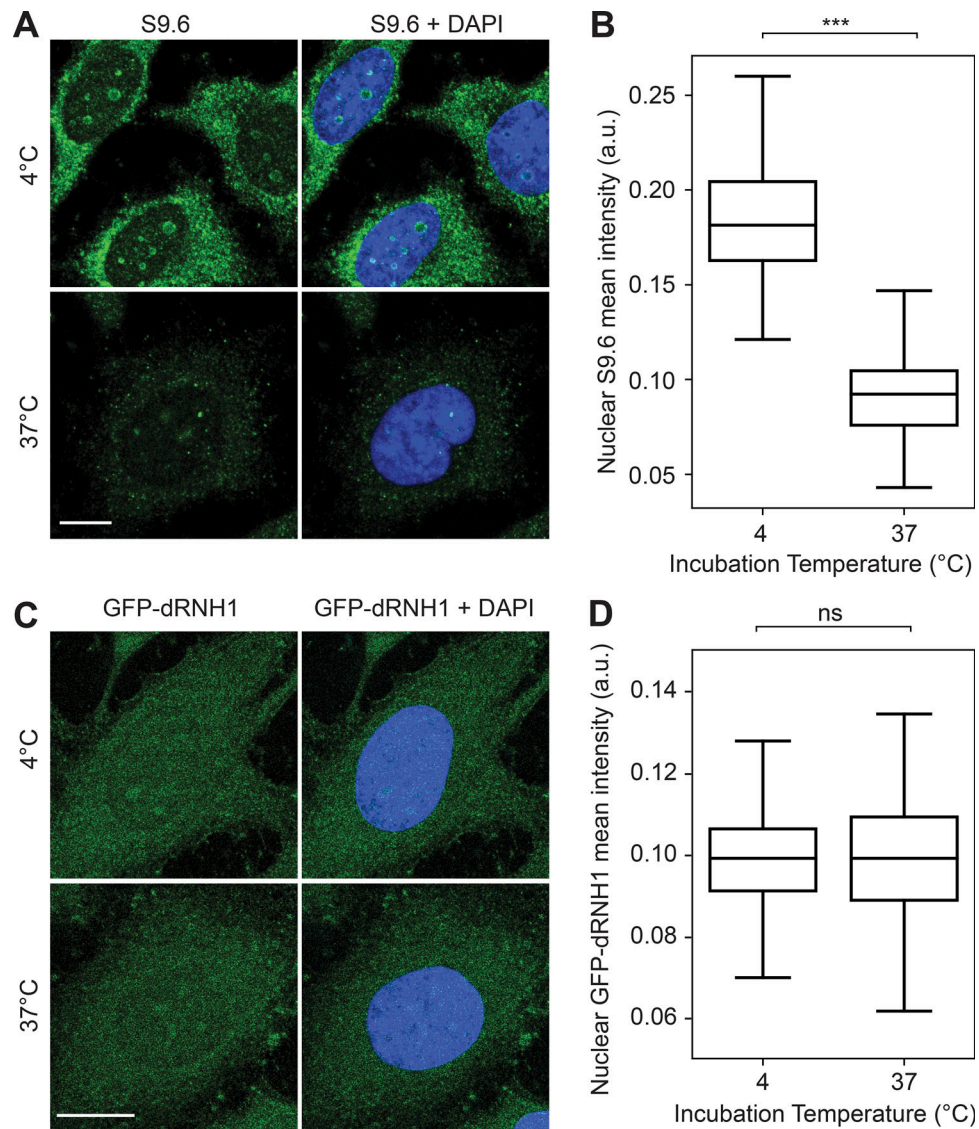 A
S9.6
S9.6 + DAPI
4°C
37°C
B
***
Nuclear S9.6 mean intensity (a.u.)
0.25
0.20
0.15
0.10
0.05
4
37
Incubation Temperature (°C)
C
GFP-dRNH1
GFP-dRNH1 + DAPI
4°C
37°C
D
ns
Nuclear GFP-dRNH1 mean intensity (a.u.)
0.14
0.12
0.10
0.08
0.06
4
37
Incubation Temperature (°C)